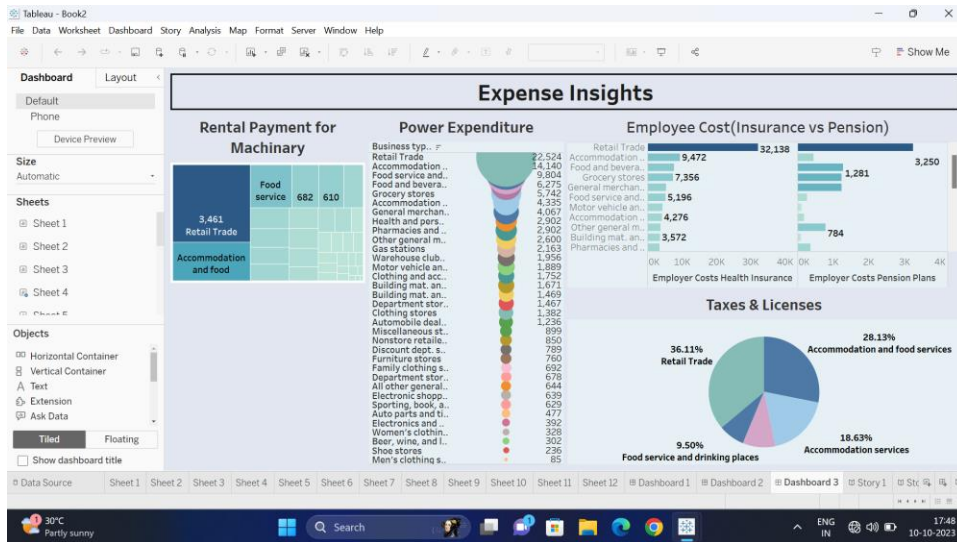 Tableau - Book2
File Data Worksheet Dashboard Story Analysis Map Format Server Window Help
Show Me
Dashboard Layout
Default
Phone
Device Preview
Size
Automatic
Sheets
Sheet 1
Sheet 2
Sheet 3
Sheet 4
Objects
Horizontal Container
Vertical Container
Text
Extension
Ask Data
Tiled Floating
Show dashboard title
Expense Insights
Rental Payment for
Machinary
3,461
Retail Trade
Food
service
682
610
Accommodation
and food
Power Expenditure
Business typ..
Retail Trade 22,524
Accommodation .. 14,140
Food service and.. 9,804
Food and bevera.. 6,275
Grocery stores 5,742
Accommodation .. 4,335
General merchan.. 4,067
Health and pers.. 2,902
Pharmacies and .. 2,902
Other general m.. 2,600
Gas stations 2,163
Warehouse club.. 1,956
Motor vehicle an.. 1,889
Clothing and acc.. 1,752
Building mat. an.. 1,671
Building mat. an.. 1,469
Department stor.. 1,467
Clothing stores 1,382
Automobile deal.. 1,236
Miscellaneous st.. 899
Nonstore retaile.. 850
Discount dept. s.. 789
Furniture stores 760
Family clothing s.. 692
Department stor.. 678
All other general.. 644
Electronic shopp.. 639
Sporting, book, a.. 629
Auto parts and ti.. 477
Electronics and .. 392
Women's clothin.. 328
Beer, wine, and l.. 302
Shoe stores 236
Men's clothing s.. 85
Employee Cost(Insurance vs Pension)
Retail Trade 32,138 3,250
Accommodation .. 9,472
Food and bevera.. 1,281
Grocery stores 7,356
General merchan..
Food service and.. 5,196
Motor vehicle an..
Accommodation .. 4,276
Other general m.. 784
Building mat. an.. 3,572
Pharmacies and ..
0K 10K 20K 30K 40K 0K 1K 2K 3K 4K
Employer Costs Health Insurance Employer Costs Pension Plans
Taxes & Licenses
36.11%
Retail Trade
28.13%
Accommodation and food services
18.63%
Accommodation services
9.50%
Food service and drinking places
Data Source Sheet 1 Sheet 2 Sheet 3 Sheet 4 Sheet 5 Sheet 6 Sheet 7 Sheet 8 Sheet 9 Sheet 10 Sheet 11 Sheet 12 Dashboard 1 Dashboard 2 Dashboard 3 Story 1
1
30°C
Partly sunny
Search
ENG
IN
17:48
10-10-2023